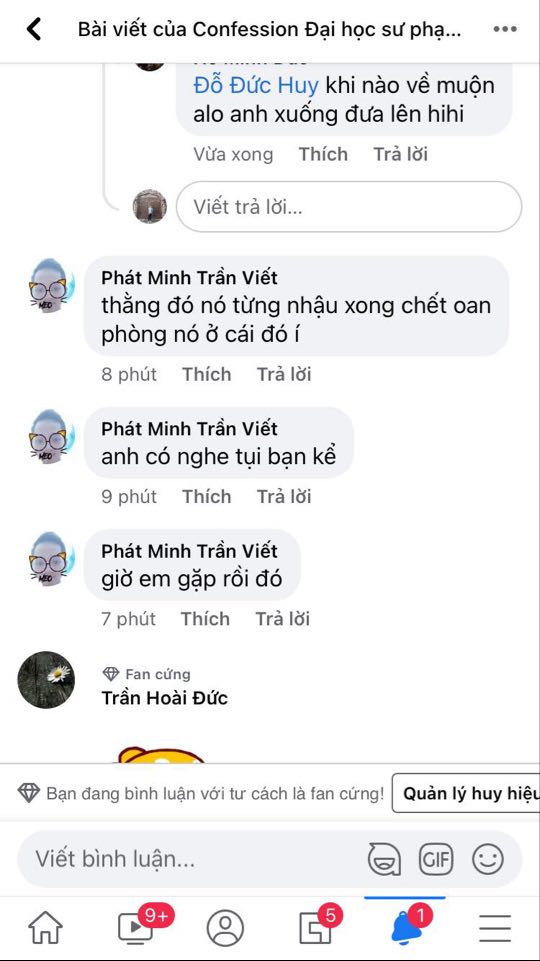 Bài viết của Confession Đại học sư phạ...
Đỗ Đức Huy khi nào về muộn
alo anh xuống đưa lên hihi
Vừa xong Thích Trả lời
Viết trả lời...
Phát Minh Trần Viết
thằng đó nó từng nhậu xong chết oan
phòng nó ở cái đó í
8 phút Thích Trả lời
Phát Minh Trần Viết
anh có nghe tụi bạn kể
9 phút Thích Trả lời
Phát Minh Trần Viết
giờ em gặp rồi đó
7 phút Thích Trả lời
Fan cứng
Trần Hoài Đức
Bạn đang bình luận với tư cách là fan cứng! Quản lý huy hiệu
Viết bình luận... GIF
9+ 5 1